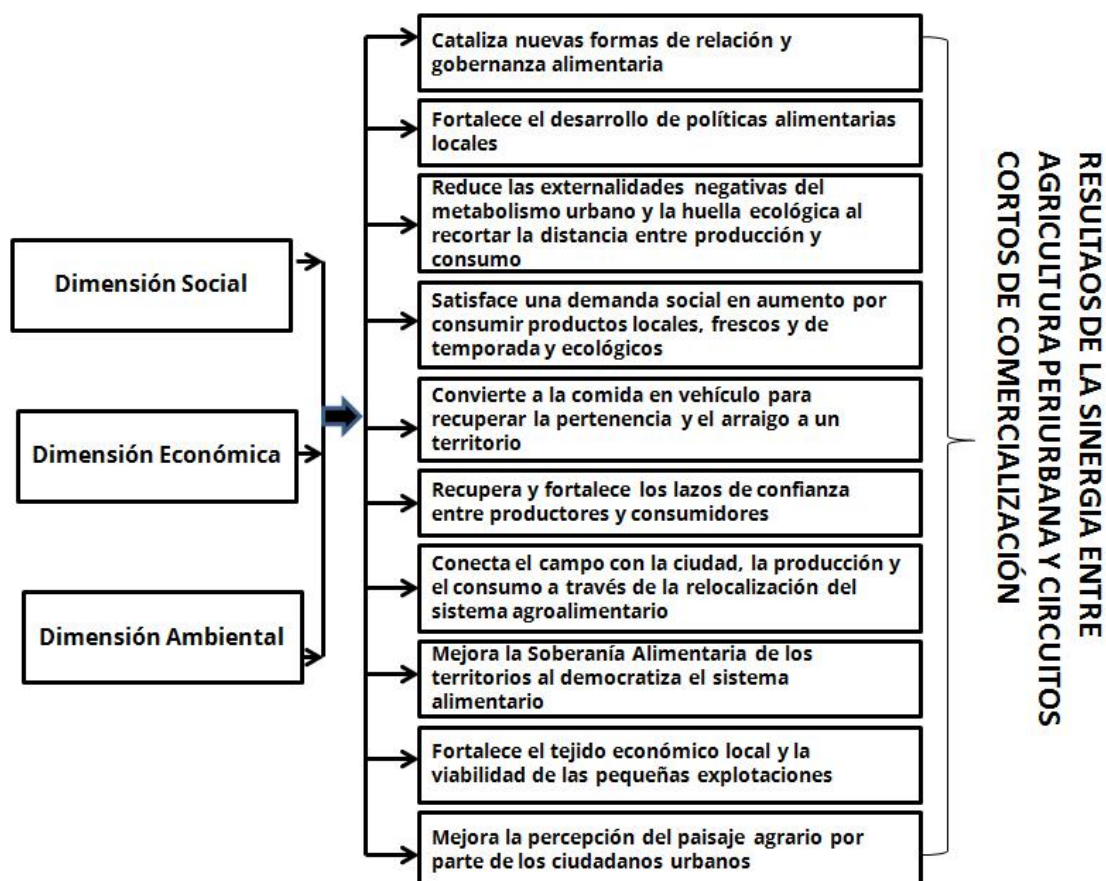 Dimensión Social
Dimensión Económica
Dimensión Ambiental
Cataliza nuevas formas de relación y
gobernanza alimentaria
Fortalece el desarrollo de políticas alimentarias
locales
Reduce las externalidades negativas del
metabolismo urbano y la huella ecológica al
recortar la distancia entre producción y
consumo
Satisface una demanda social en aumento por
consumir productos locales, frescos y de
temporada y ecológicos
Convierte a la comida en vehículo para
recuperar la pertenencia y el arraigo a un
territorio
Recupera y fortalece los lazos de confianza
entre productores y consumidores
Conecta el campo con la ciudad, la producción y
el consumo a través de la relocalización del
sistema agroalimentario
Mejora la Soberanía Alimentaria de los
territorios al democratiza el sistema
alimentario
Fortalece el tejido económico local y la
viabilidad de las pequeñas explotaciones
Mejora la percepción del paisaje agrario por
parte de los ciudadanos urbanos
RESULTAOS DE LA SINERGIA ENTRE
AGRICULTURA PERIURBANA Y CIRCUITOS
CORTOS DE COMERCIALIZACIÓN